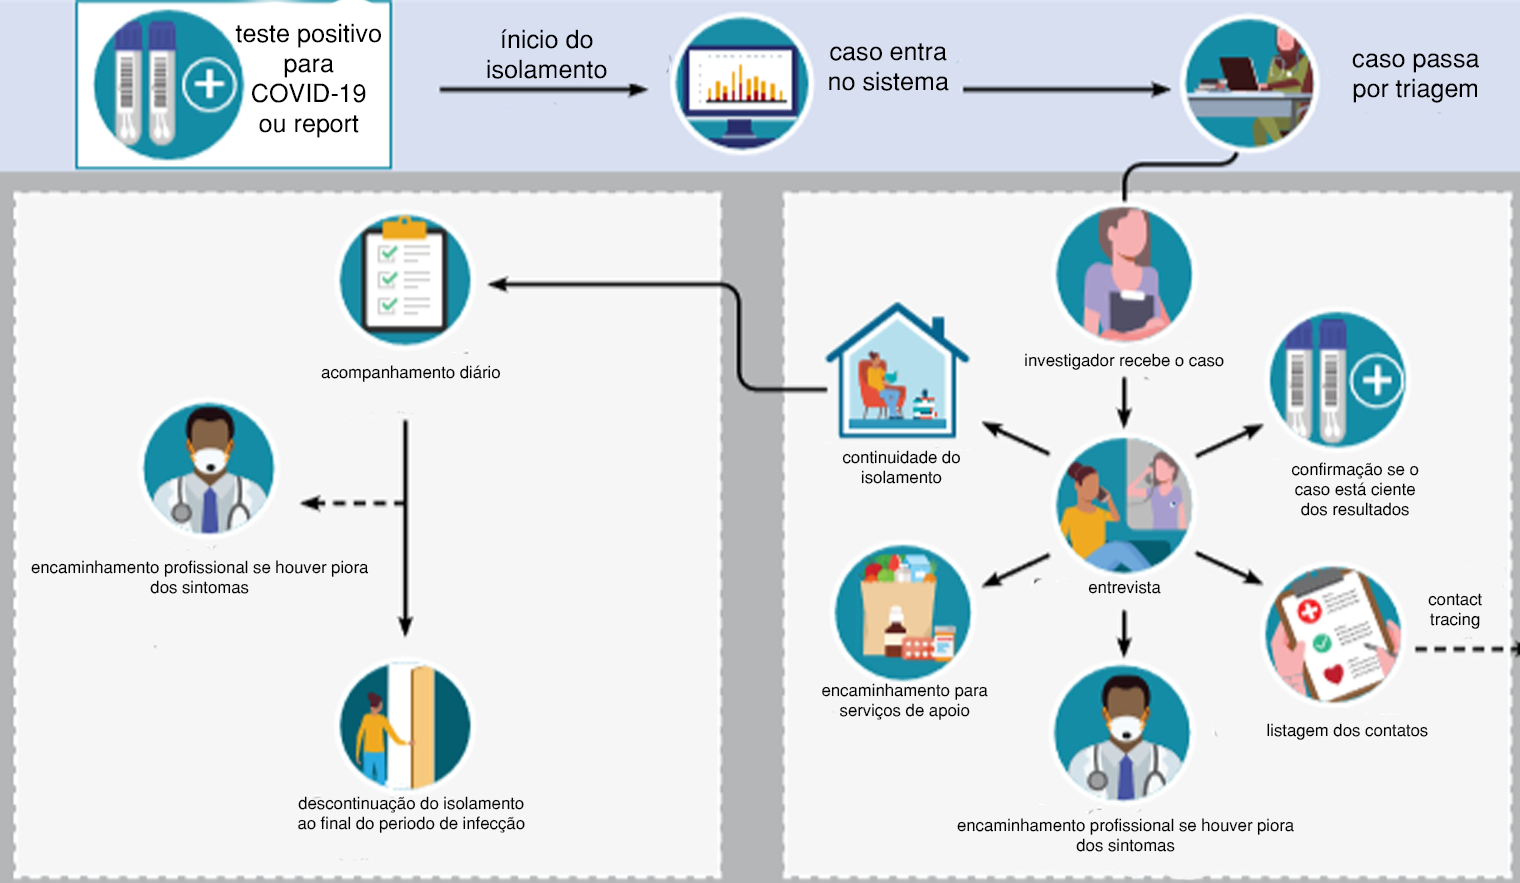 teste positivo
para
COVID-19
ou report
ínicio do
isolamento
caso entra
no sistema
caso passa
por triagem
investigador recebe o caso
continuidade do
isolamento
confirmação se o
caso está ciente
dos resultados
entrevista
encaminhamento para
serviços de apoio
listagem dos contatos
contact
tracing
encaminhamento profissional se houver piora
dos sintomas
acompanhamento diário
encaminhamento profissional se houver piora
dos sintomas
descontinuação do isolamento
ao final do periodo de infecção